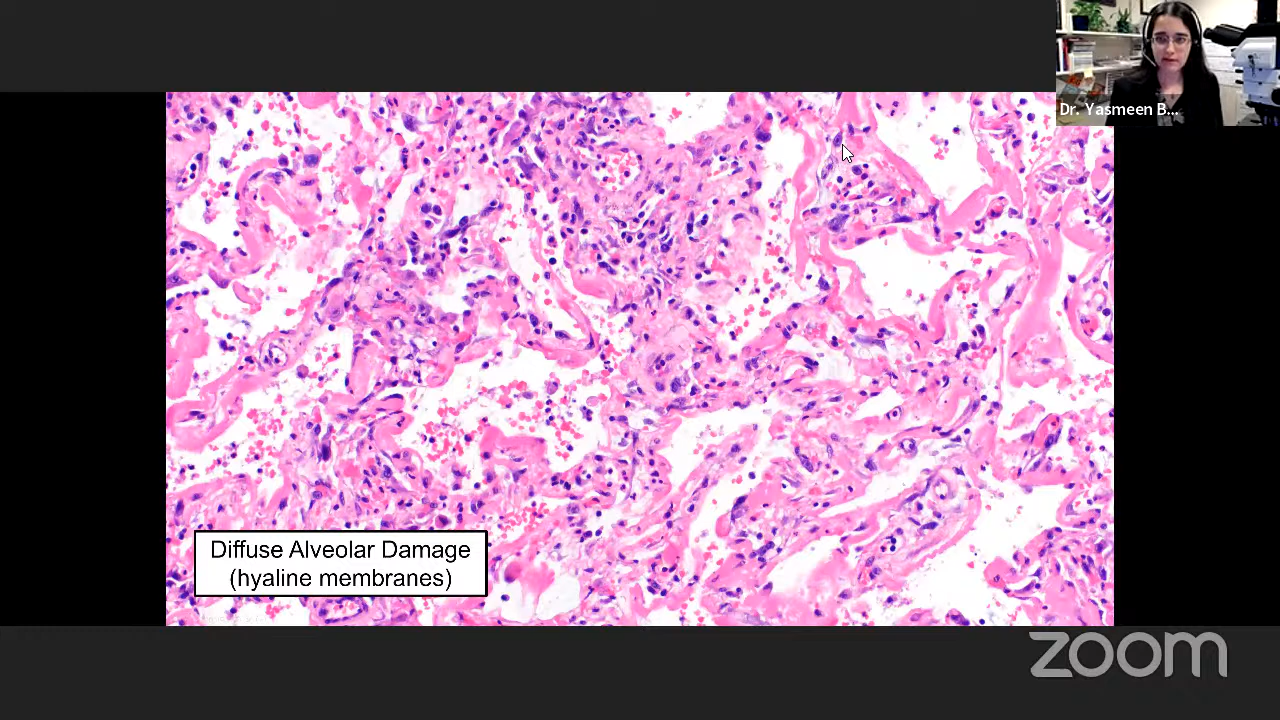 Dr. Yasmeen B...
Diffuse Alveolar Damage
(hyaline membranes)
zoom